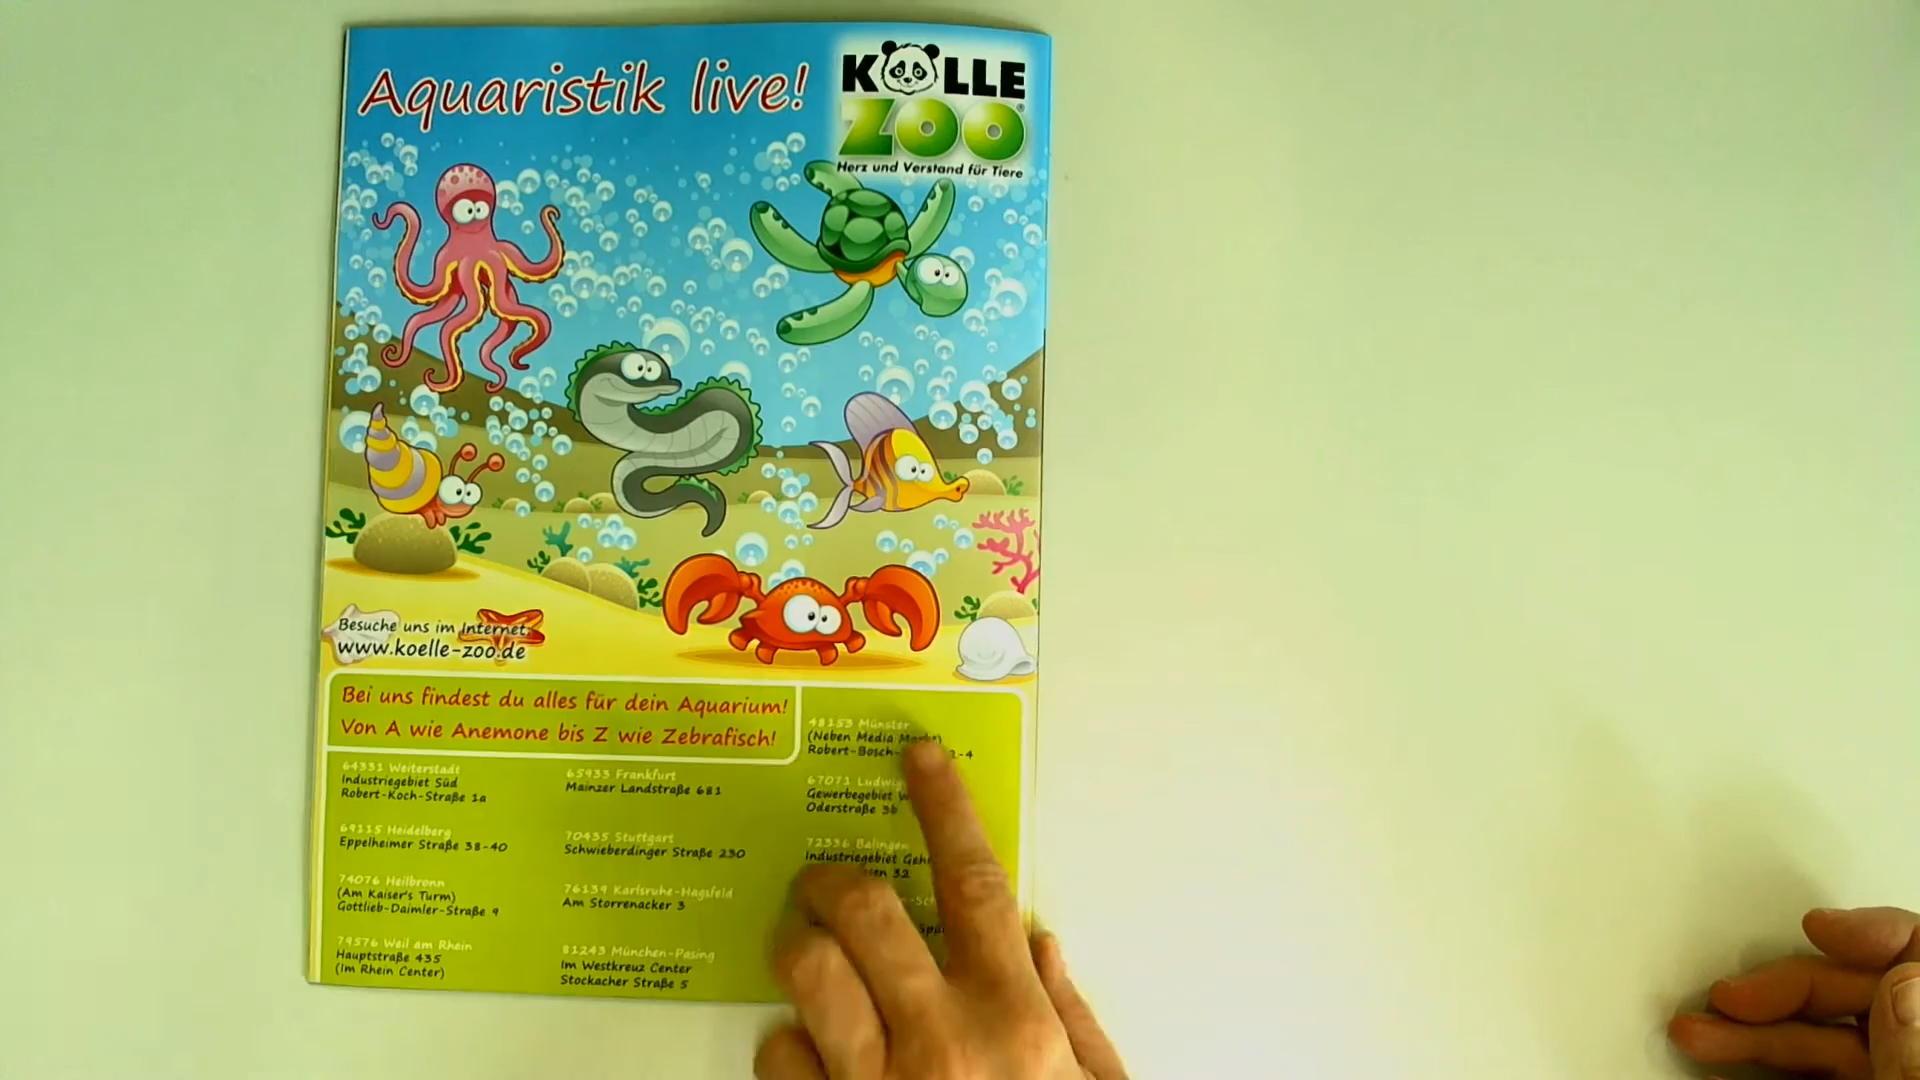 Aquaristik live!
KÖLLE
ZOO®
Herz und Verstand für Tiere
Besuche uns im Internet:
www.koelle-zoo.de
Bei uns findest du alles für dein Aquarium!
Von A wie Anemone bis Z wie Zebrafisch!
64331 Weiterstadt
Industriegebiet Süd
Robert-Koch-Straße 1a
69115 Heidelberg
Eppelheimer Straße 38-40
74076 Heilbronn
(Am Kaiser's Turm)
Gottlieb-Daimler-Straße 9
79576 Weil am Rhein
Hauptstraße 435
(Im Rhein Center)
65933 Frankfurt
Mainzer Landstraße 681
70435 Stuttgart
Schwieberdinger Straße 230
76139 Karlsruhe-Hagsfeld
Am Storrenacker 3
81243 München-Pasing
Im Westkreuz Center
Stockacher Straße 5
48153 Münster
(Neben Media Markt)
Robert-Bosch- 2-4
67071
Gewerbegebiet
Oderstraße 3b
72336 Balingen
Industriegebiet
32